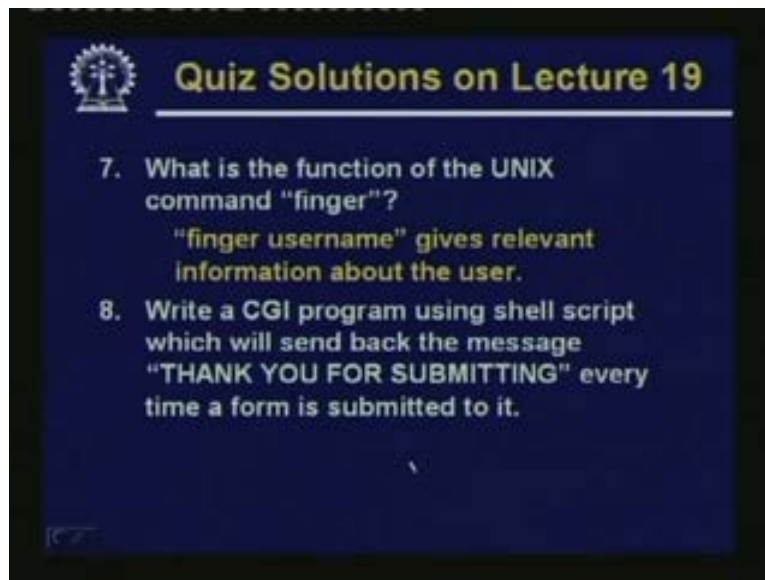 Quiz Solutions on Lecture 19
7. What is the function of the UNIX
command "finger"?
"finger username" gives relevant
information about the user.
8. Write a CGI program using shell script
which will send back the message
"THANK YOU FOR SUBMITTING" every
time a form is submitted to it.